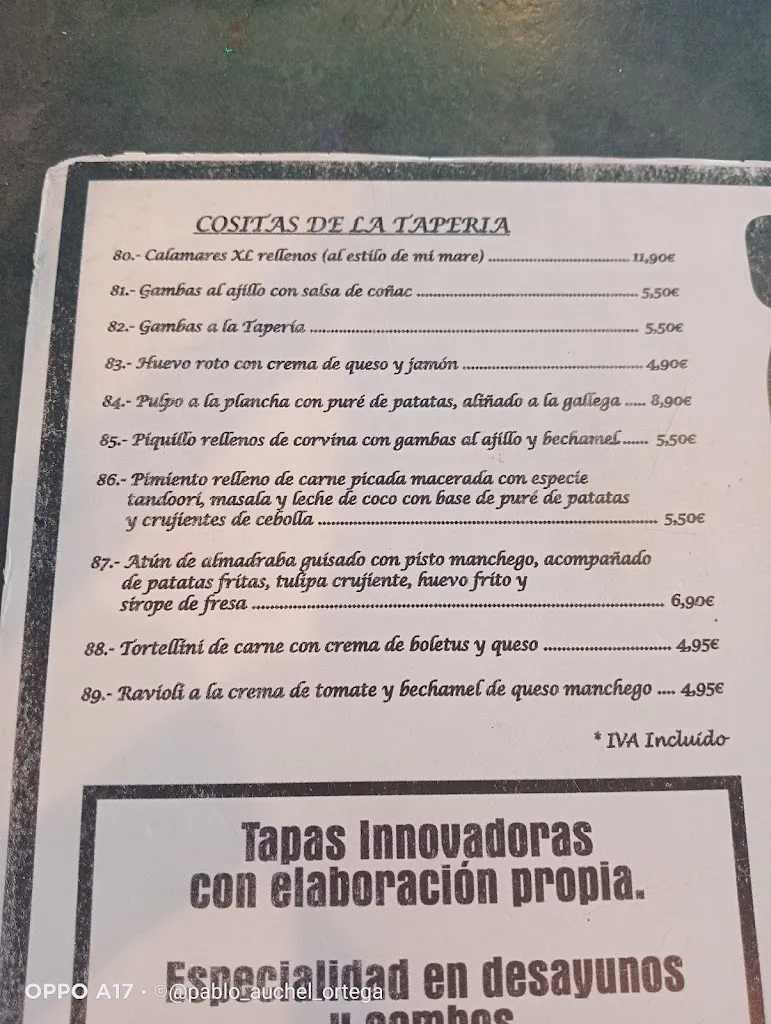 COSITAS DE LA TAPERIA
80.- Calamares XL rellenos (al estilo de mi mare) ........................ 11,90€
81.- Gambas al ajillo con salsa de coñac ........................ 5,50€
82.- Gambas a la Tapería ........................ 5,50€
83.- Huevo roto con crema de queso y jamón ........................ 4,90€
84.- Pulpo a la plancha con puré de patatas, aliñado a la gallega ..... 8,90€
85.- Piquillo rellenos de corvina con gambas al ajillo y bechamel...... 5,50€
86.- Pimiento relleno de carne picada macerada con especie
tandoori, masala y leche de coco con base de puré de patatas
y crujientes de cebolla ........................ 5,50€
87.- Atún de almadraba guisado con pisto manchego, acompañado
de patatas fritas, tulipa crujiente, huevo frito y
sirope de fresa ........................ 6,90€
88.- Tortellini de carne con crema de boletus y queso ........................ 4,95€
89.- Ravioli a la crema de tomate y bechamel de queso manchego .... 4,95€
* IVA Incluido
Tapas Innovadoras
con elaboración propia.
Especialidad en desayunos
y combos
OPPO A17 · ©@pablo_auchel_ortega